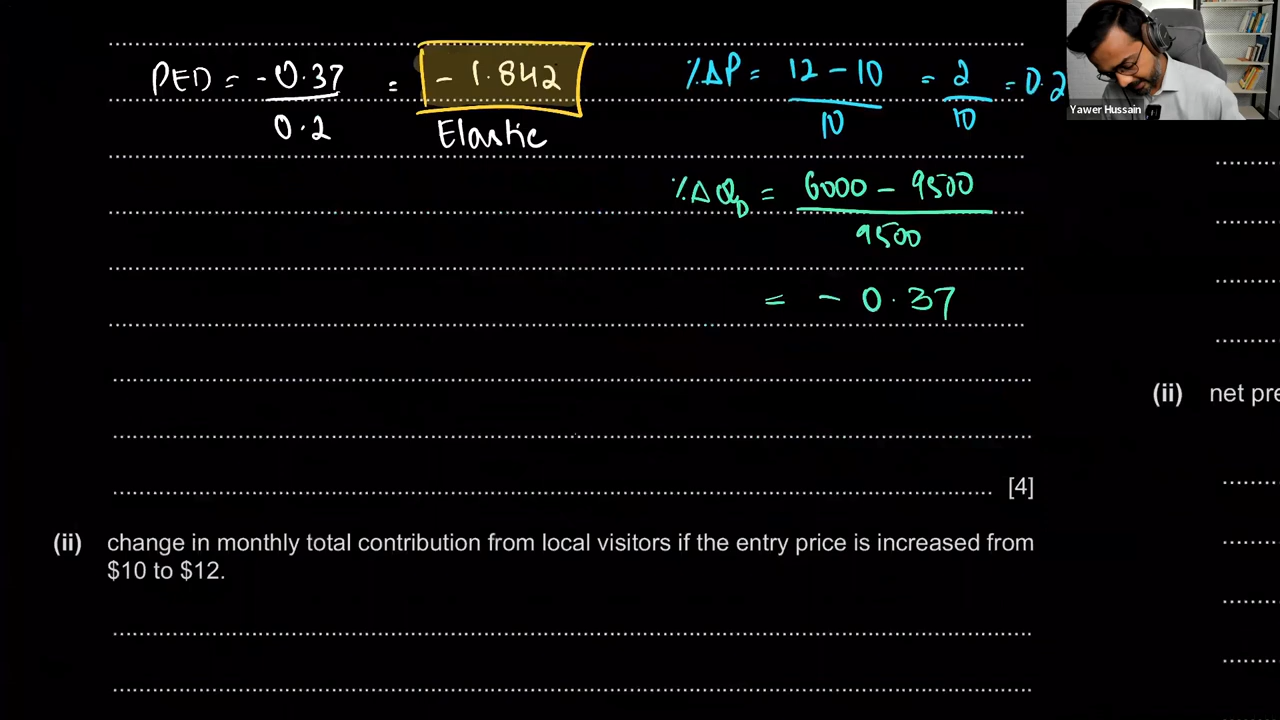 PED = -0.37 / 0.2 = - 1.842
Elastic
%ΔP = 12 - 10 / 10 = 2 / 10 = 0.2
%ΔQD = 6000 - 9500 / 9500
= - 0.37
Yawer Hussain
[4]
(ii) change in monthly total contribution from local visitors if the entry price is increased from
$10 to $12.
(ii) net pre